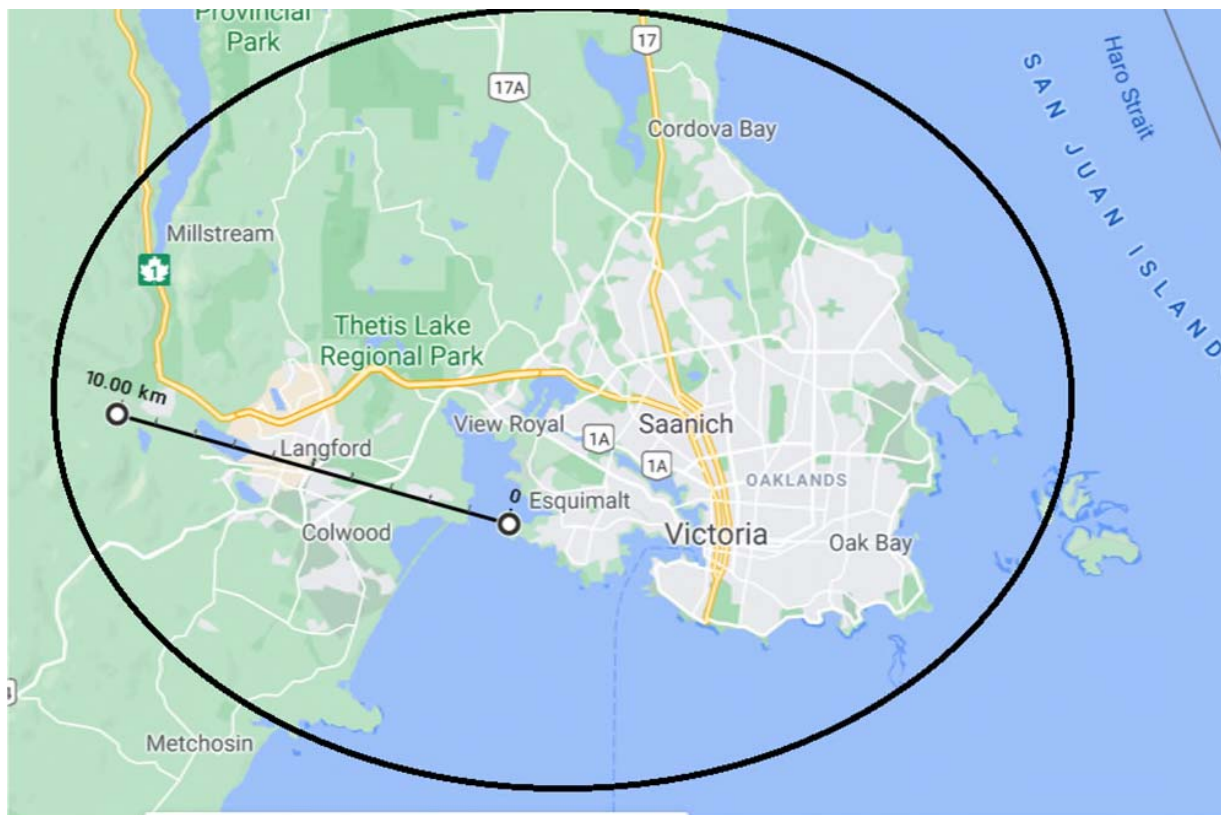 Provincial
Park
17
17A
Haro Strait
SAN JUAN ISLAND
Cordova Bay
Millstream
1
Thetis Lake
Regional Park
10.00 km
View Royal
1A
Saanich
Langford
1A
OAKLANDS
0
Esquimalt
Colwood
Victoria
Oak Bay
Metchosin